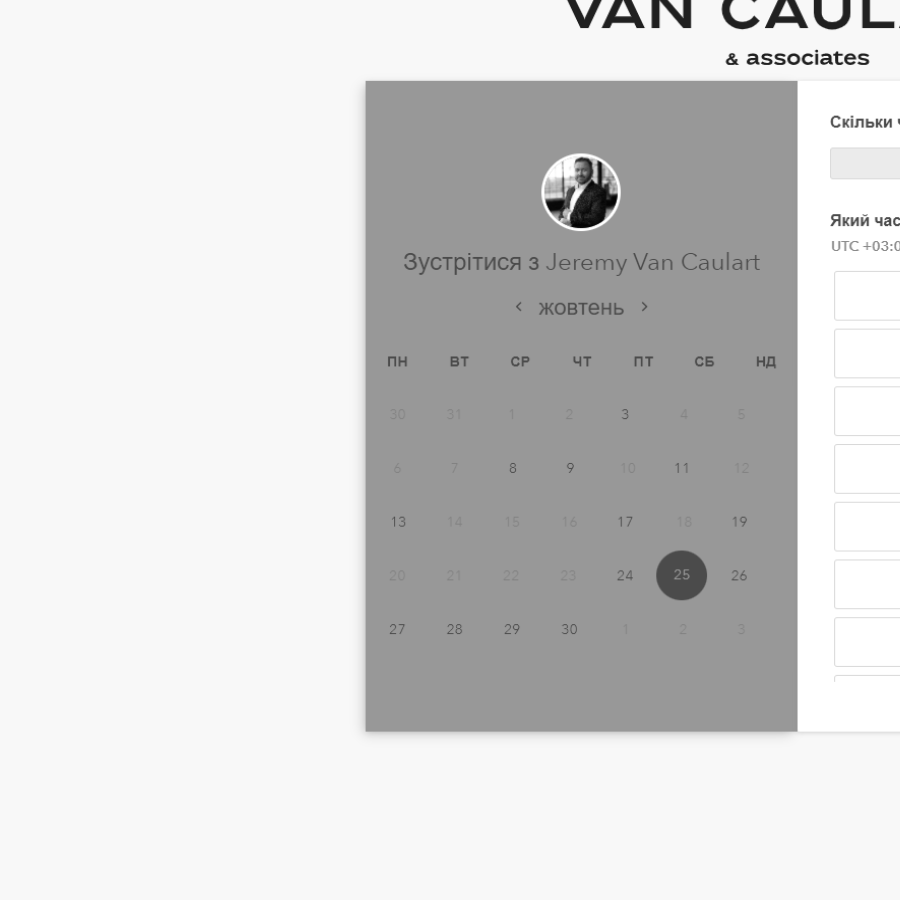 VAN CAUL
& associates
Зустрітися з Jeremy Van Caulart
жовтень
ПН ВТ СР ЧТ ПТ СБ НД
30 31 1 2 3 4 5
6 7 8 9 10 11 12
13 14 15 16 17 18 19
20 21 22 23 24 25 26
27 28 29 30 1 2 3
Скільки
Який час
UTC +03:0